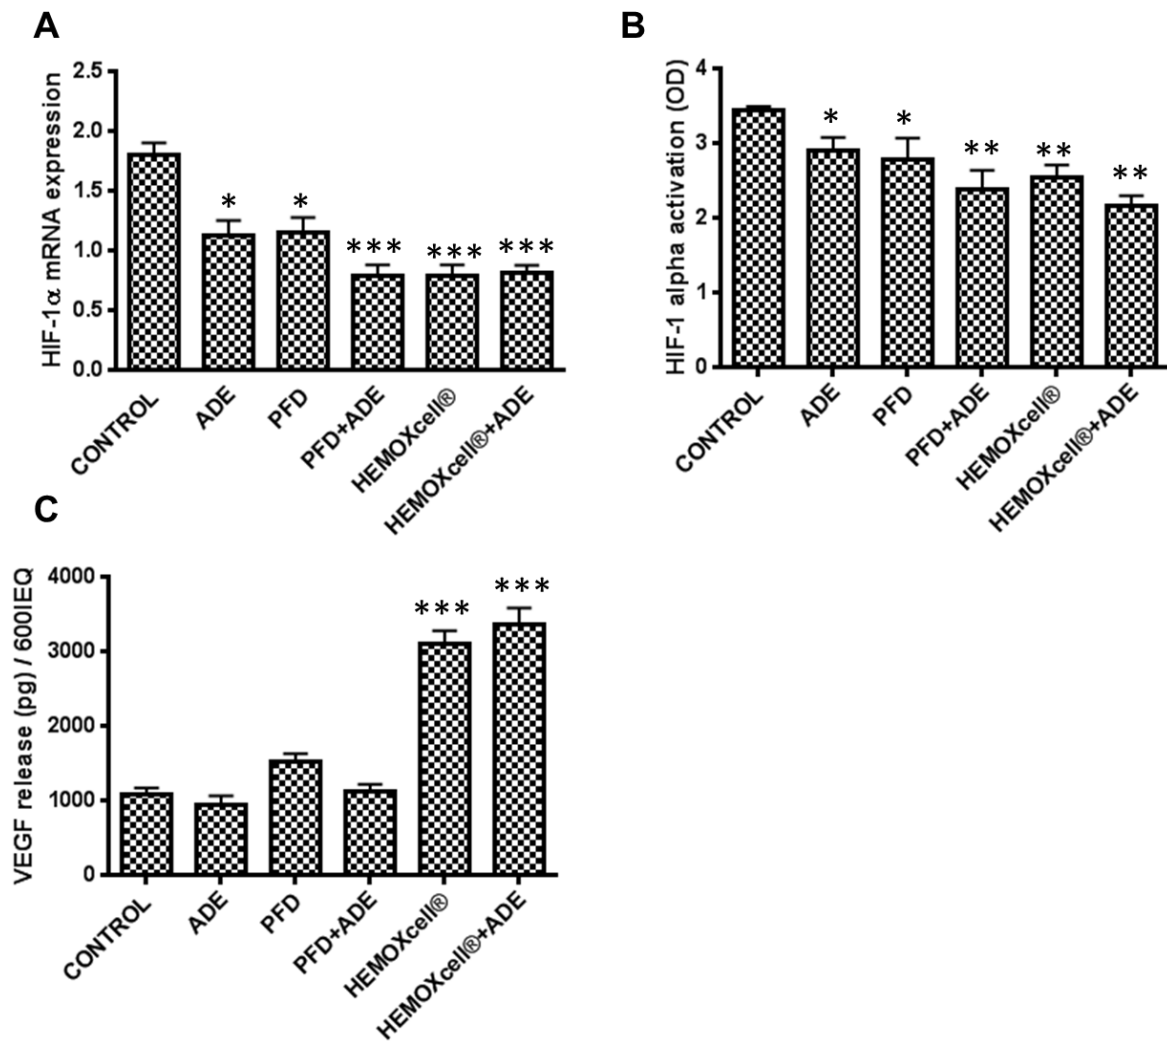 A
HIF-1α mRNA expression
2.5
2.0
1.5
1.0
0.5
0.0
*
*
***
***
***
CONTROL
ADE
PFD
PFD+ADE
HEMOXcell®
HEMOXcell®+ADE
B
HIF-1 alpha activation (OD)
4
3
2
1
0
*
*
**
**
**
CONTROL
ADE
PFD
PFD+ADE
HEMOXcell®
HEMOXcell®+ADE
C
VEGF release (pg) / 600IEQ
4000
3000
2000
1000
0
***
***
CONTROL
ADE
PFD
PFD+ADE
HEMOXcell®
HEMOXcell®+ADE